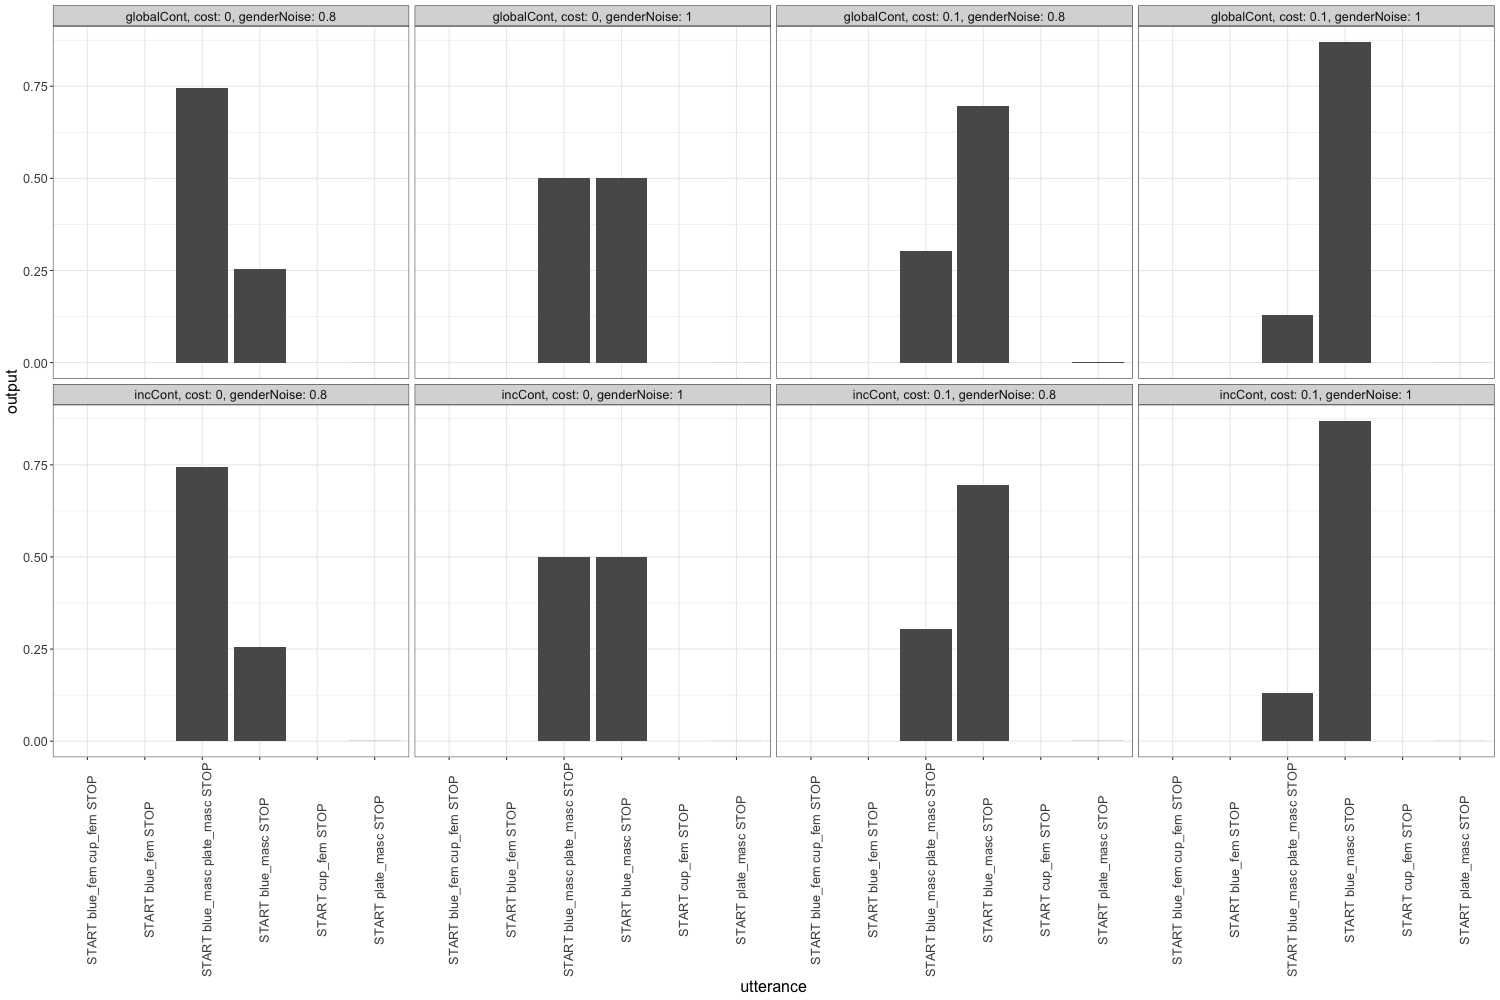 globalCont, cost: 0, genderNoise: 0.8
globalCont, cost: 0, genderNoise: 1
globalCont, cost: 0.1, genderNoise: 0.8
globalCont, cost: 0.1, genderNoise: 1
0.75
0.50
0.25
0.00
output
incCont, cost: 0, genderNoise: 0.8
incCont, cost: 0, genderNoise: 1
incCont, cost: 0.1, genderNoise: 0.8
incCont, cost: 0.1, genderNoise: 1
0.75
0.50
0.25
0.00
START blue_fem cup_fem STOP
START blue_fem STOP
START blue_masc plate_masc STOP
START blue_masc STOP
START cup_fem STOP
START plate_masc STOP
START blue_fem cup_fem STOP
START blue_fem STOP
START blue_masc plate_masc STOP
START blue_masc STOP
START cup_fem STOP
START plate_masc STOP
START blue_fem cup_fem STOP
START blue_fem STOP
START blue_masc plate_masc STOP
START blue_masc STOP
START cup_fem STOP
START plate_masc STOP
START blue_fem cup_fem STOP
START blue_fem STOP
START blue_masc plate_masc STOP
START blue_masc STOP
START cup_fem STOP
START plate_masc STOP
utterance